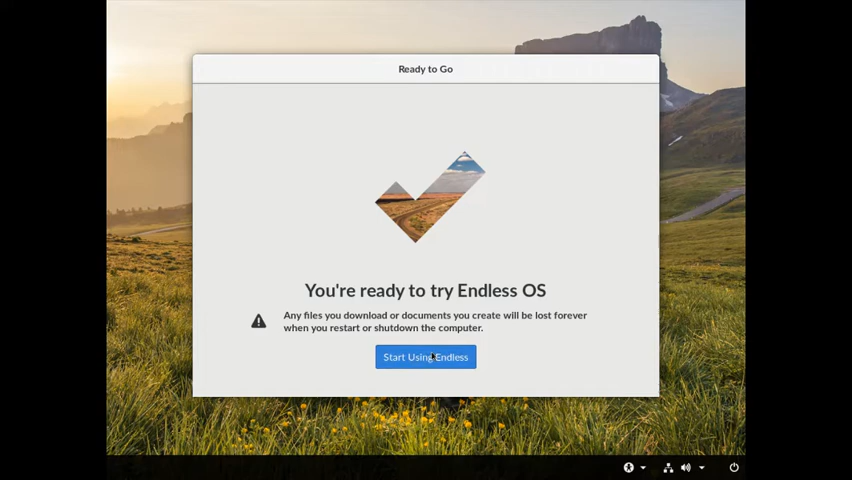 Ready to Go
You're ready to try Endless OS
Any files you download or documents you create will be lost forever
when you restart or shutdown the computer.
Start Using Endless